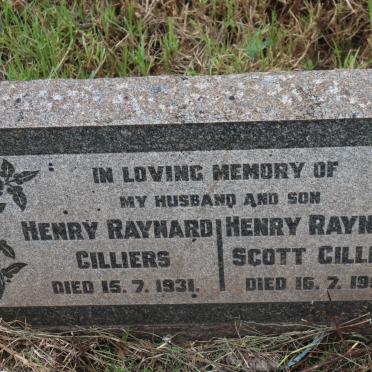 IN LOVING MEMORY OF
MY HUSBAND AND SON
HENRY RAYNARD
CILLIERS
DIED 15. 7. 1931.
HENRY
SCOTT
DIED 16. 7.